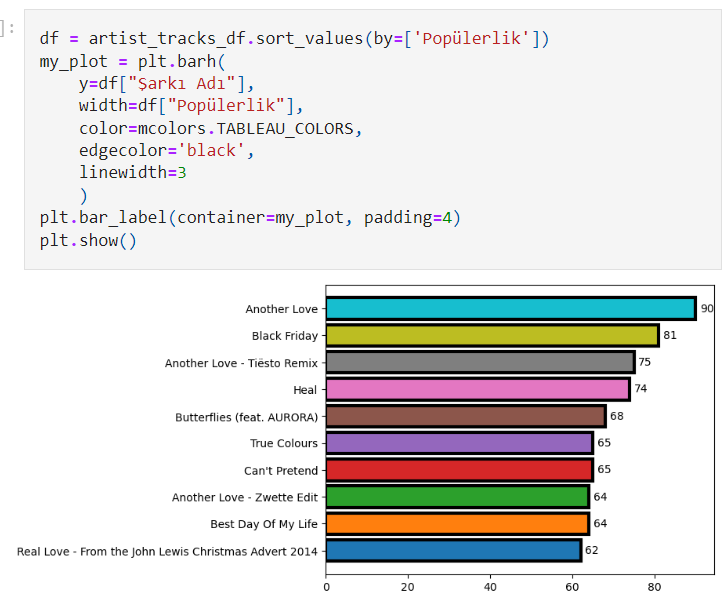 ]:
df = artist_tracks_df.sort_values(by=['Popülerlik'])
my_plot = plt.barh(
y=df["Şarkı Adı"],
width=df["Popülerlik"],
color=mcolors.TABLEAU_COLORS,
edgecolor='black',
linewidth=3
)
plt.bar_label(container=my_plot, padding=4)
plt.show()
Another Love 90
Black Friday 81
Another Love - Tiësto Remix 75
Heal 74
Butterflies (feat. AURORA) 68
True Colours 65
Can't Pretend 65
Another Love - Zwette Edit 64
Best Day Of My Life 64
Real Love - From the John Lewis Christmas Advert 2014 62
0 20 40 60 80